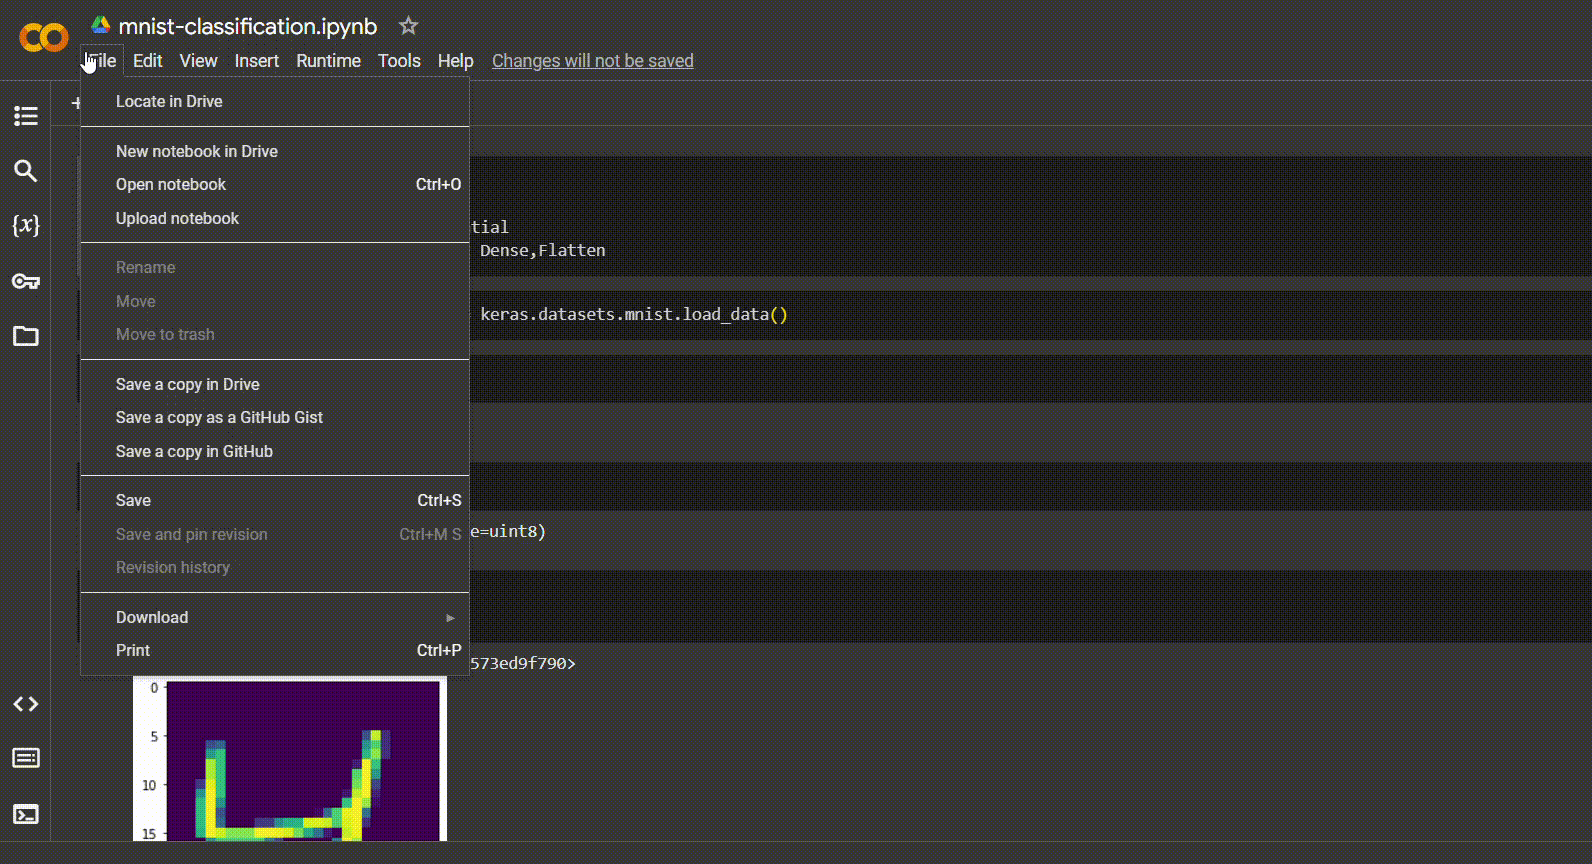 mnist-classification.ipynb
File Edit View Insert Runtime Tools Help Changes will not be saved
+
Locate in Drive
New notebook in Drive
Open notebook Ctrl+O
Upload notebook
tial
Dense,Flatten
Rename
Move
keras.datasets.mnist.load_data()
Move to trash
Save a copy in Drive
Save a copy as a GitHub Gist
Save a copy in GitHub
Save Ctrl+S
Save and pin revision Ctrl+M S
e=uint8)
Revision history
Download ►
Print Ctrl+P
573ed9f790>
0
5
10
15